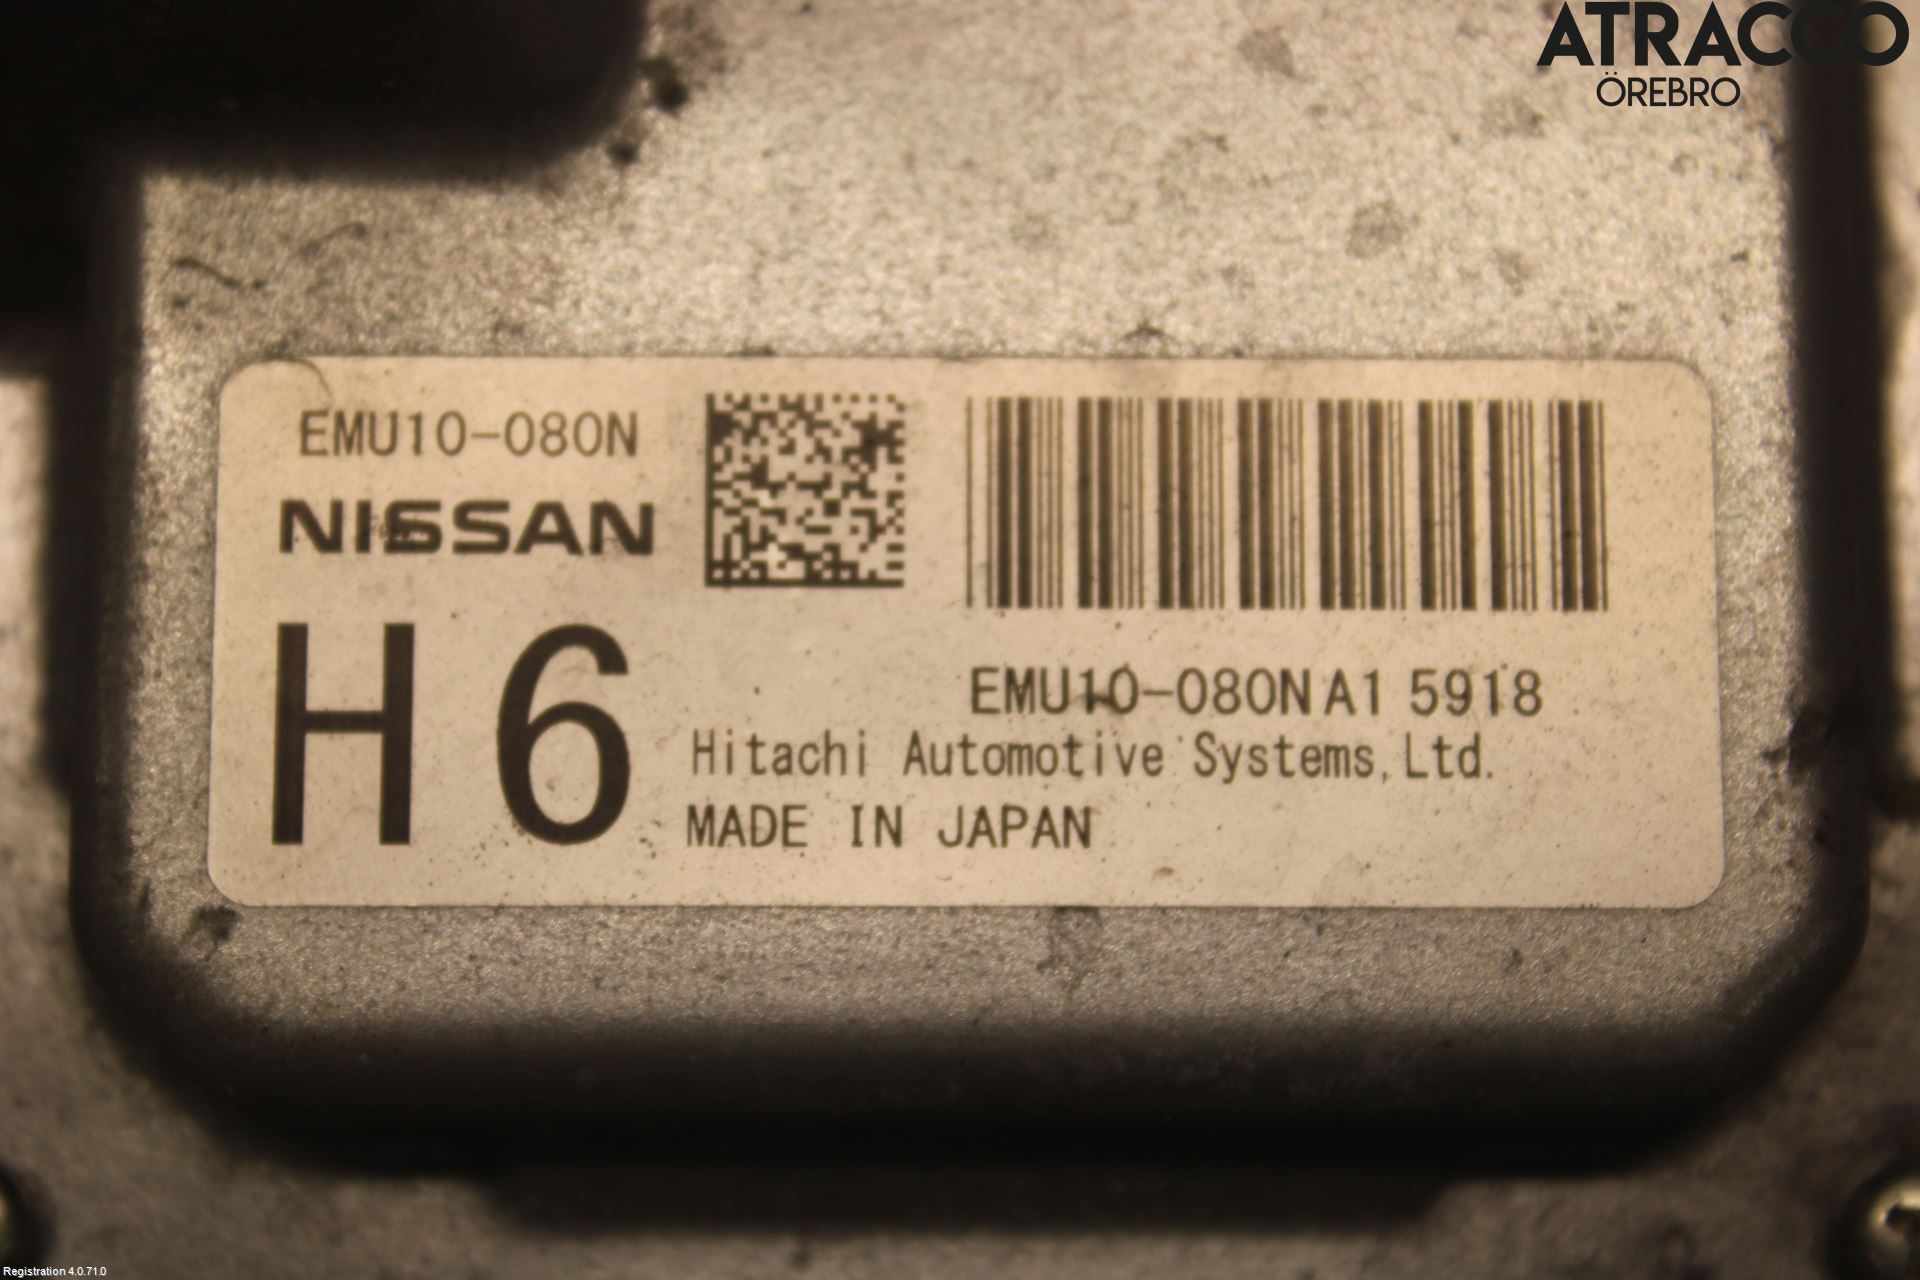 ATRACCO
ÖREBRO
EMU10-080N
NISSAN
H6
EMU10-080NA1 5918
Hitachi Automotive Systems,Ltd.
MADE IN JAPAN
Registration 4.0.71.0